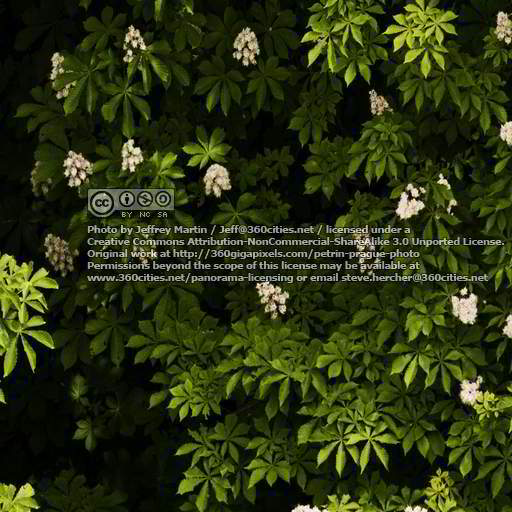 cc
BY NC SA
Photo by Jeffrey Martin / Jeff@360cities.net / licensed under a
Creative Commons Attribution-NonCommercial-ShareAlike 3.0 Unported License.
Original work at http://360gigapixels.com/petrin-prague-photo
Permissions beyond the scope of this license may be available at
www.360cities.net/panorama-licensing or email steve.hercher@360cities.net